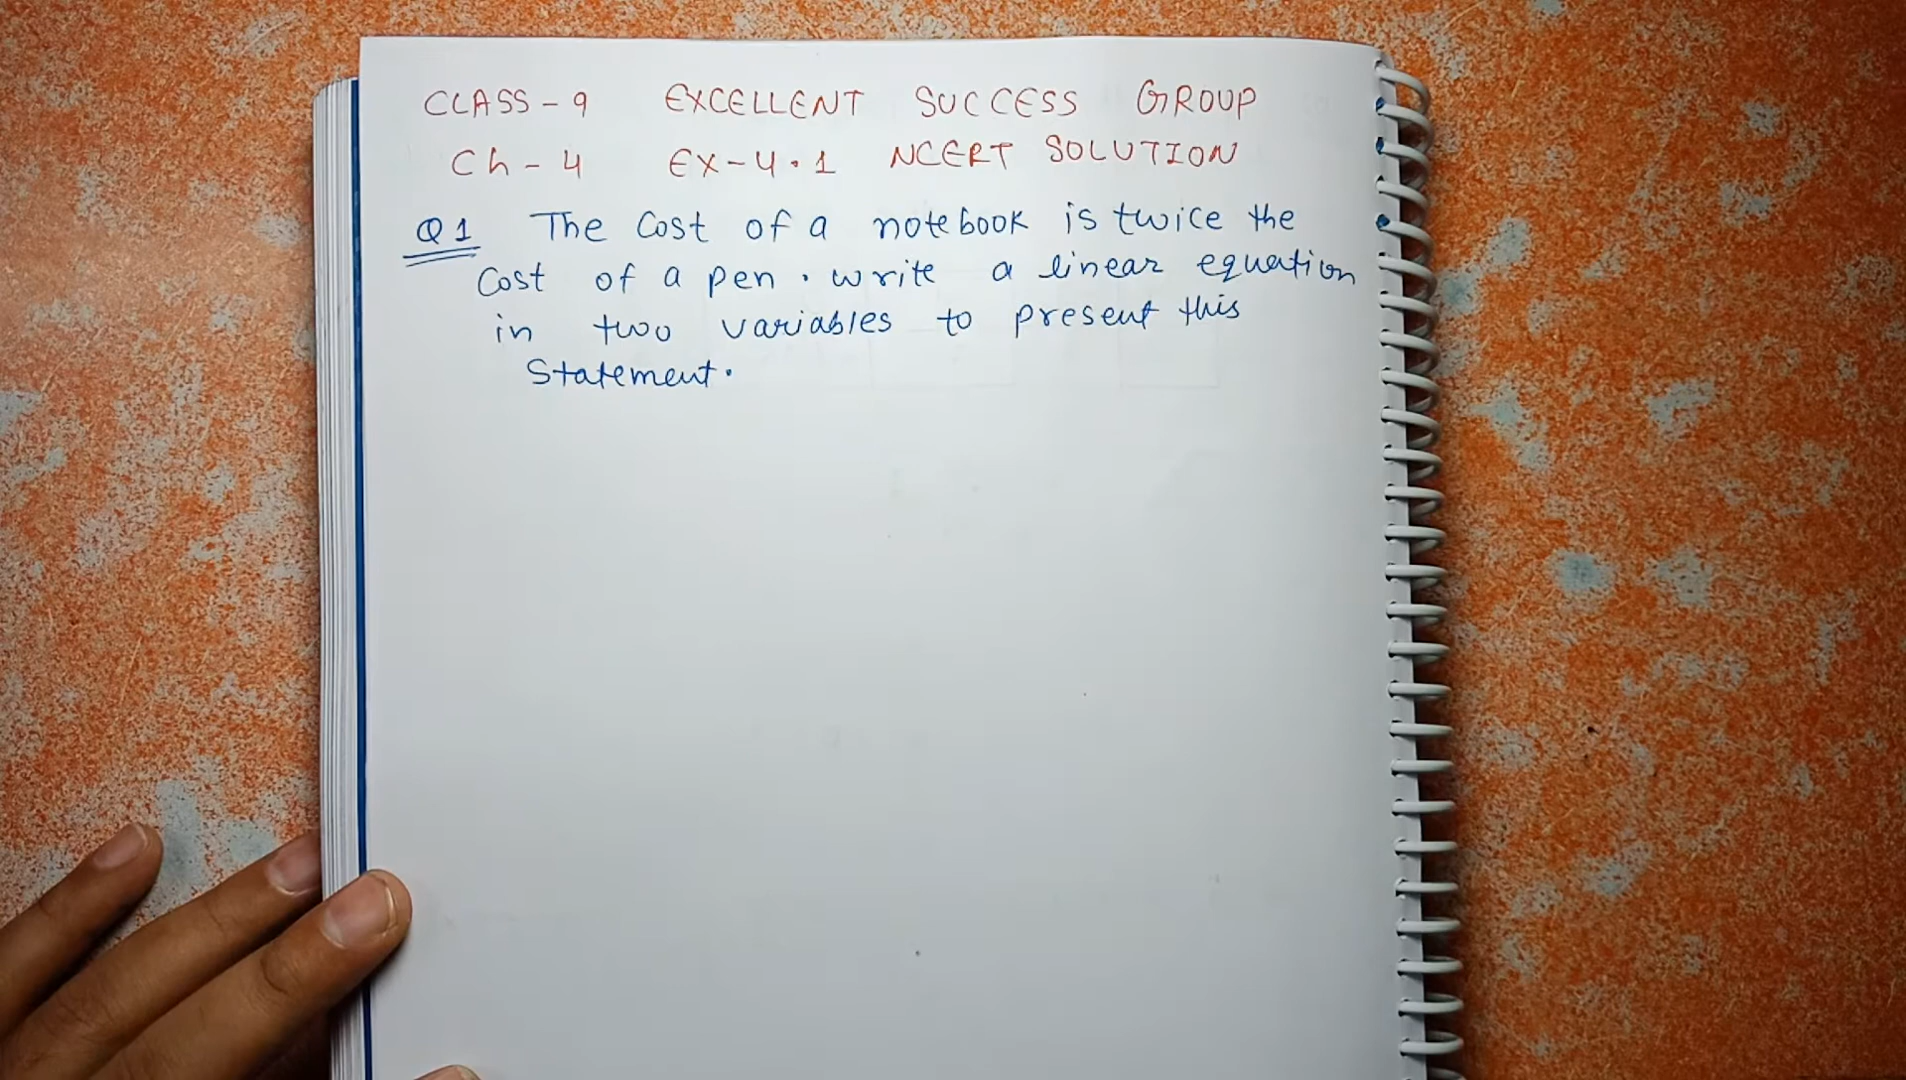 CLASS - 9 EXCELLENT SUCCESS GROUP
Ch - 4 EX - 4.1 NCERT SOLUTION
Q1 The Cost of a notebook is twice the
Cost of a pen. write a linear equation
in two variables to present this
Statement.